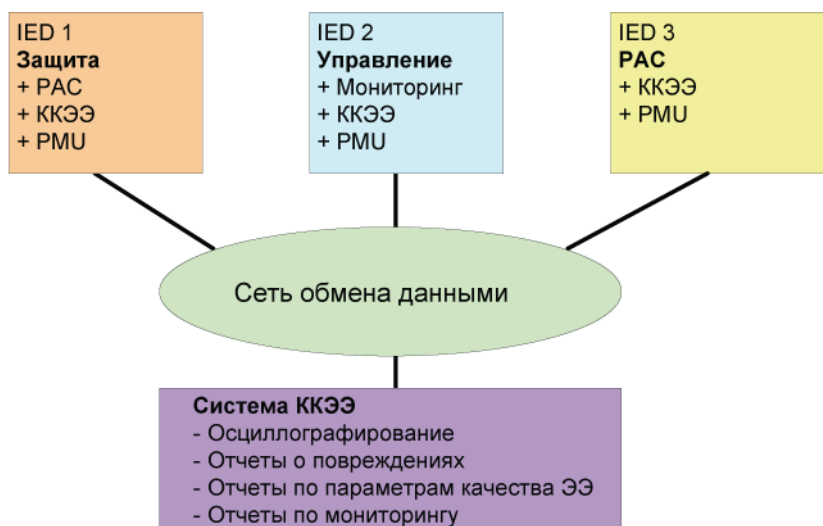 IED 1
Защита
+ РАС
+ ККЭЭ
+ PMU
IED 2
Управление
+ Мониторинг
+ ККЭЭ
+ PMU
IED 3
РАС
+ ККЭЭ
+ PMU
Сеть обмена данными
Система ККЭЭ
- Осциллографирование
- Отчеты о повреждениях
- Отчеты по параметрам качества ЭЭ
- Отчеты по мониторингу